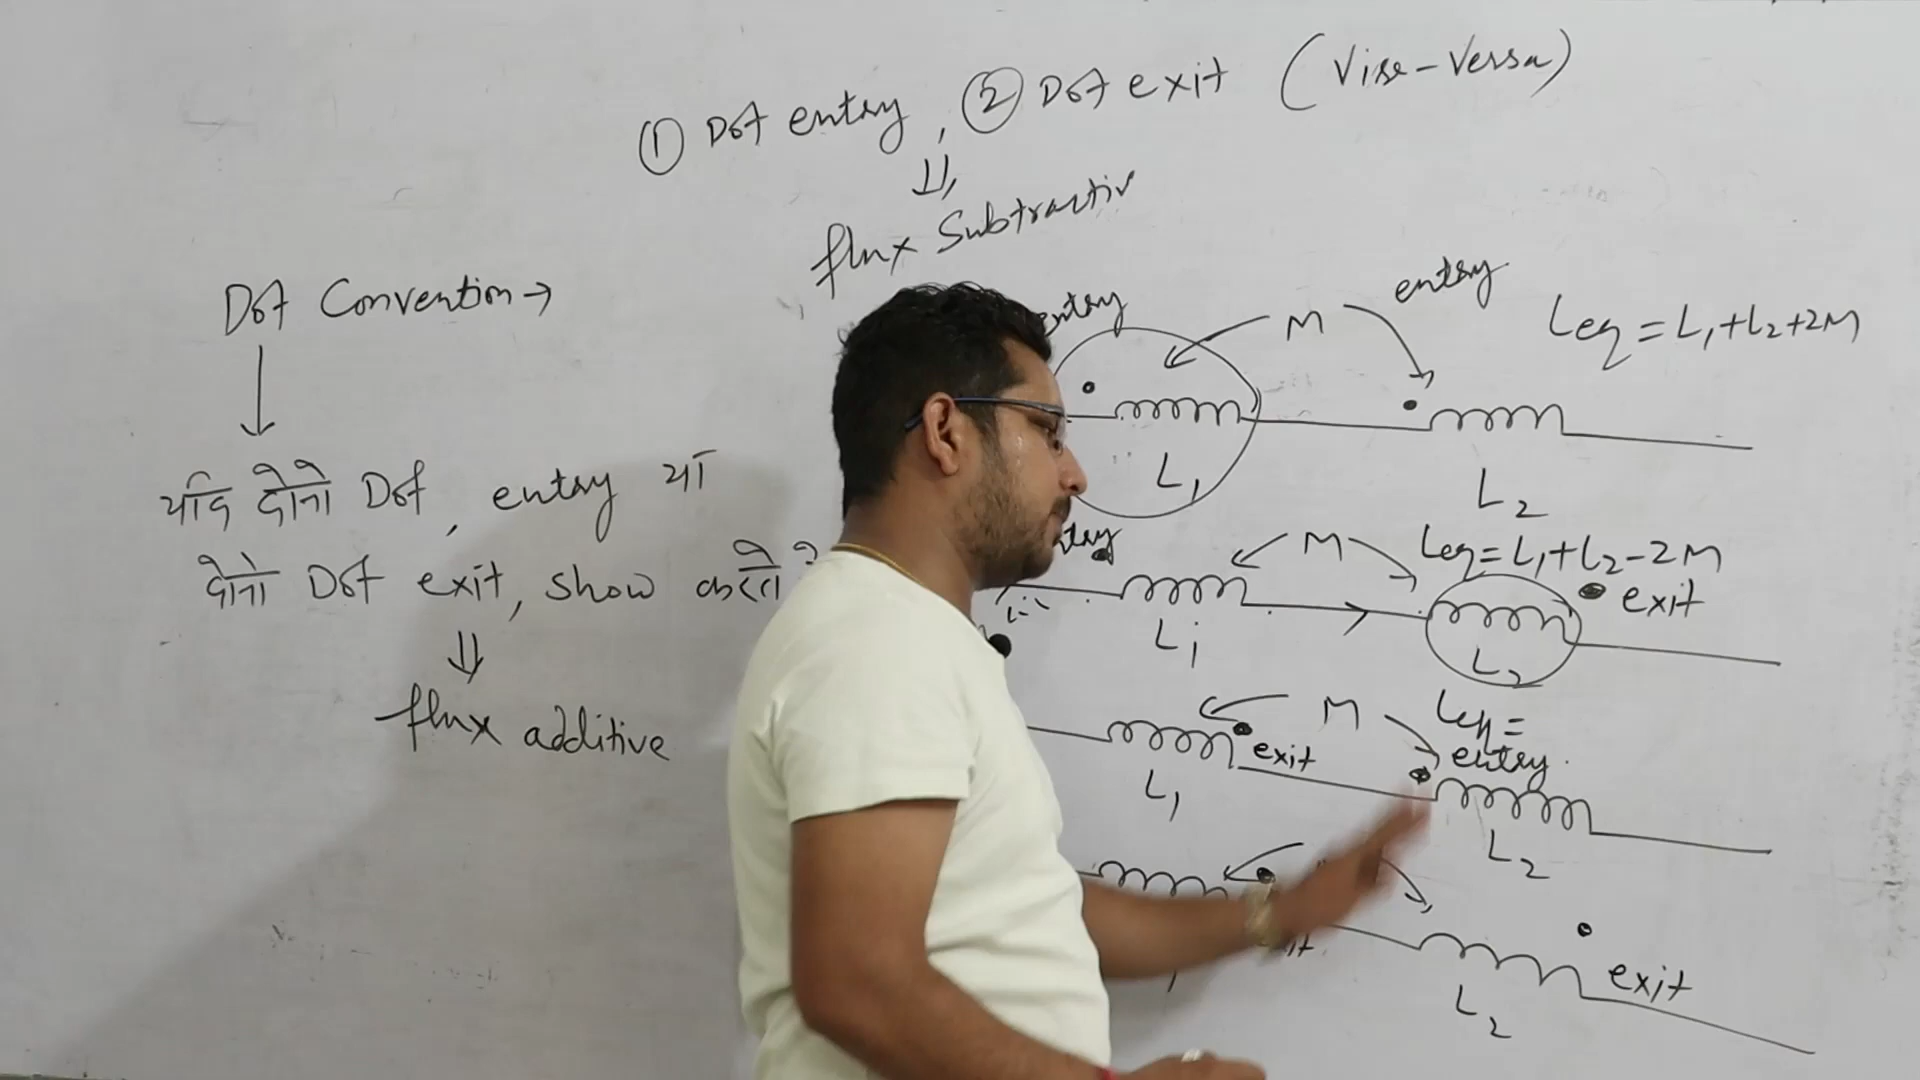 ① Dot entry, ② Dot exit (Vise-Versa)
⇓
flux Subtractiv
Dot Convention→
यदि दोनो Dot, entry या
दोनो Dot exit, show करते
⇓
flux additive
entry M entry Leq = L1+L2+2M
L1 L2
M Leq = L1+L2-2M
exit
L1 L2
M Leq =
exit entry
L1 L2
exit
L2